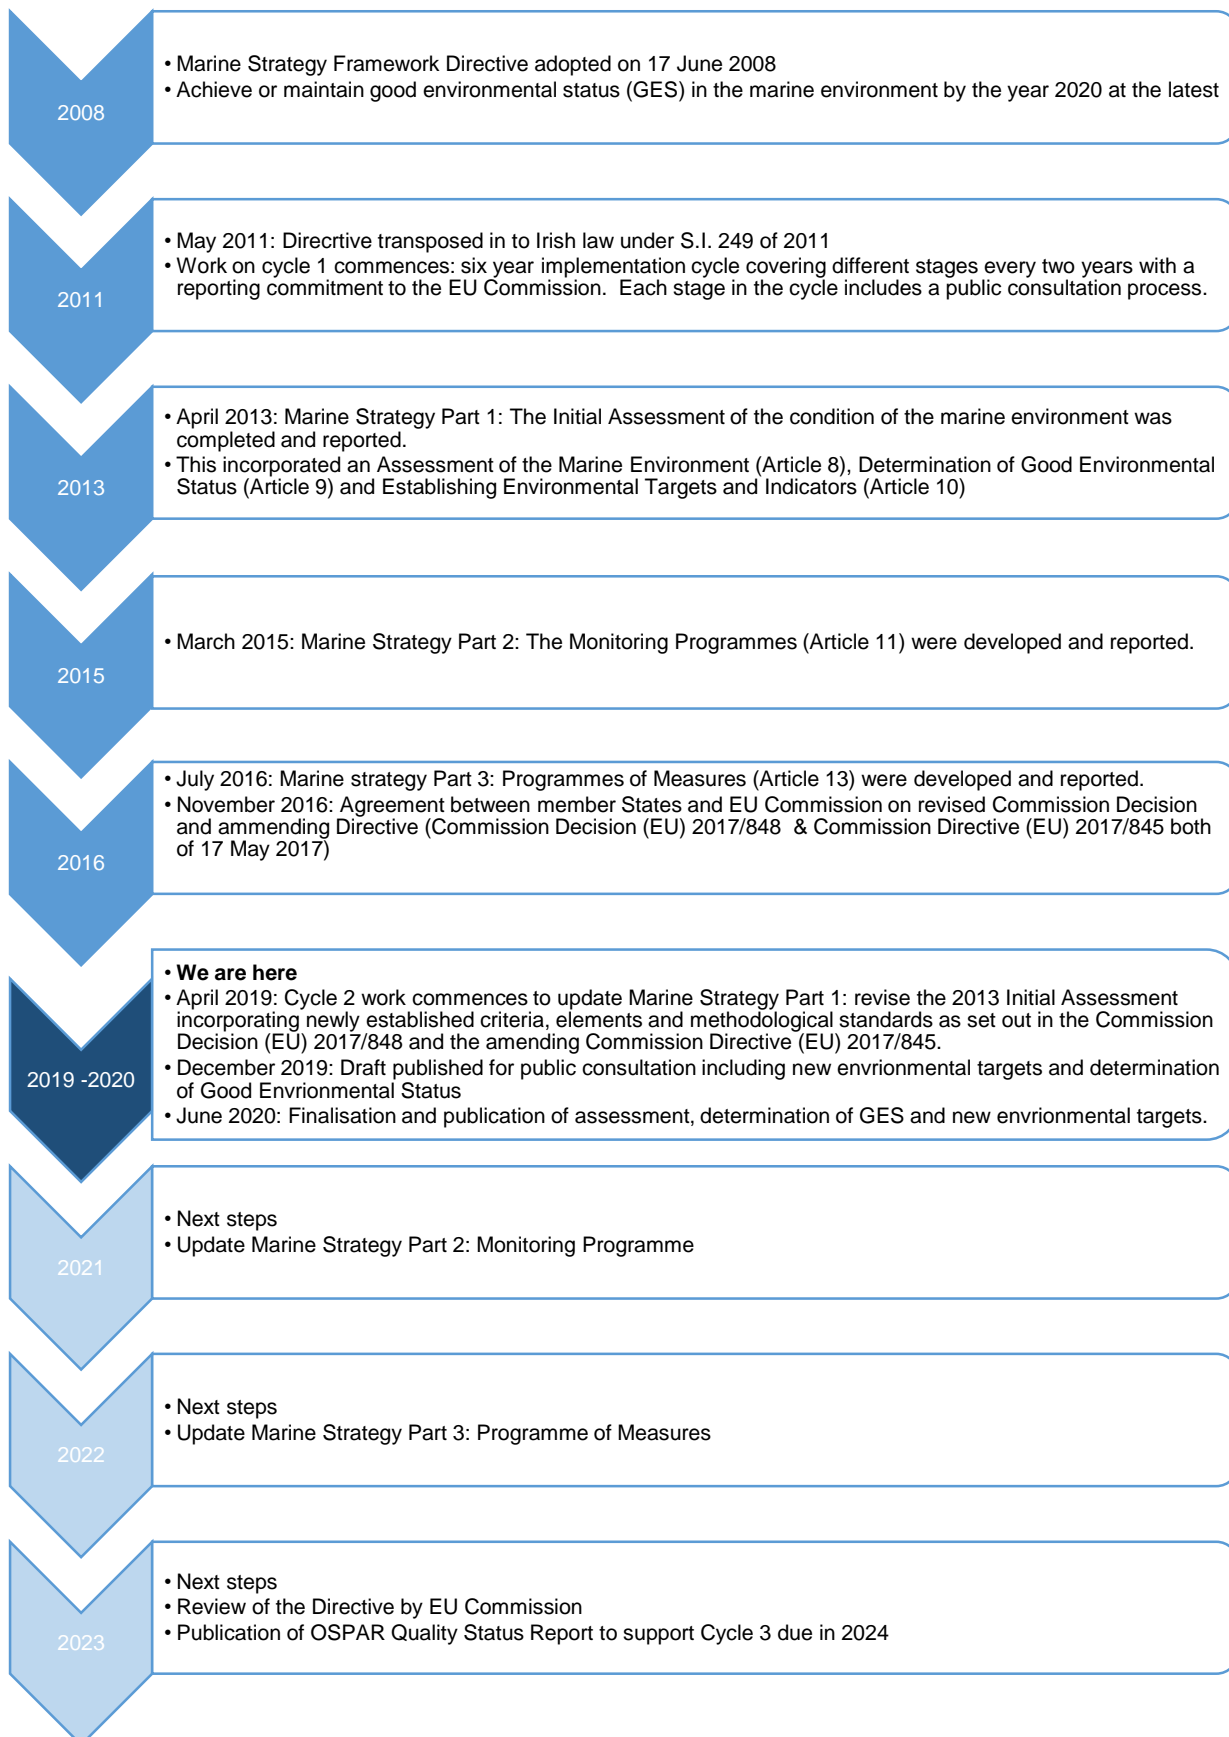 2008
• Marine Strategy Framework Directive adopted on 17 June 2008
• Achieve or maintain good environmental status (GES) in the marine environment by the year 2020 at the latest
2011
• May 2011: Direcrtive transposed in to Irish law under S.I. 249 of 2011
• Work on cycle 1 commences: six year implementation cycle covering different stages every two years with a
reporting commitment to the EU Commission. Each stage in the cycle includes a public consultation process.
2013
• April 2013: Marine Strategy Part 1: The Initial Assessment of the condition of the marine environment was
completed and reported.
• This incorporated an Assessment of the Marine Environment (Article 8), Determination of Good Environmental
Status (Article 9) and Establishing Environmental Targets and Indicators (Article 10)
2015
• March 2015: Marine Strategy Part 2: The Monitoring Programmes (Article 11) were developed and reported.
2016
• July 2016: Marine strategy Part 3: Programmes of Measures (Article 13) were developed and reported.
• November 2016: Agreement between member States and EU Commission on revised Commission Decision
and ammending Directive (Commission Decision (EU) 2017/848 & Commission Directive (EU) 2017/845 both
of 17 May 2017)
2019 -2020
• We are here
• April 2019: Cycle 2 work commences to update Marine Strategy Part 1: revise the 2013 Initial Assessment
incorporating newly established criteria, elements and methodological standards as set out in the Commission
Decision (EU) 2017/848 and the amending Commission Directive (EU) 2017/845.
• December 2019: Draft published for public consultation including new envrionmental targets and determination
of Good Envrionmental Status
• June 2020: Finalisation and publication of assessment, determination of GES and new envrionmental targets.
2021
• Next steps
• Update Marine Strategy Part 2: Monitoring Programme
2022
• Next steps
• Update Marine Strategy Part 3: Programme of Measures
2023
• Next steps
• Review of the Directive by EU Commission
• Publication of OSPAR Quality Status Report to support Cycle 3 due in 2024